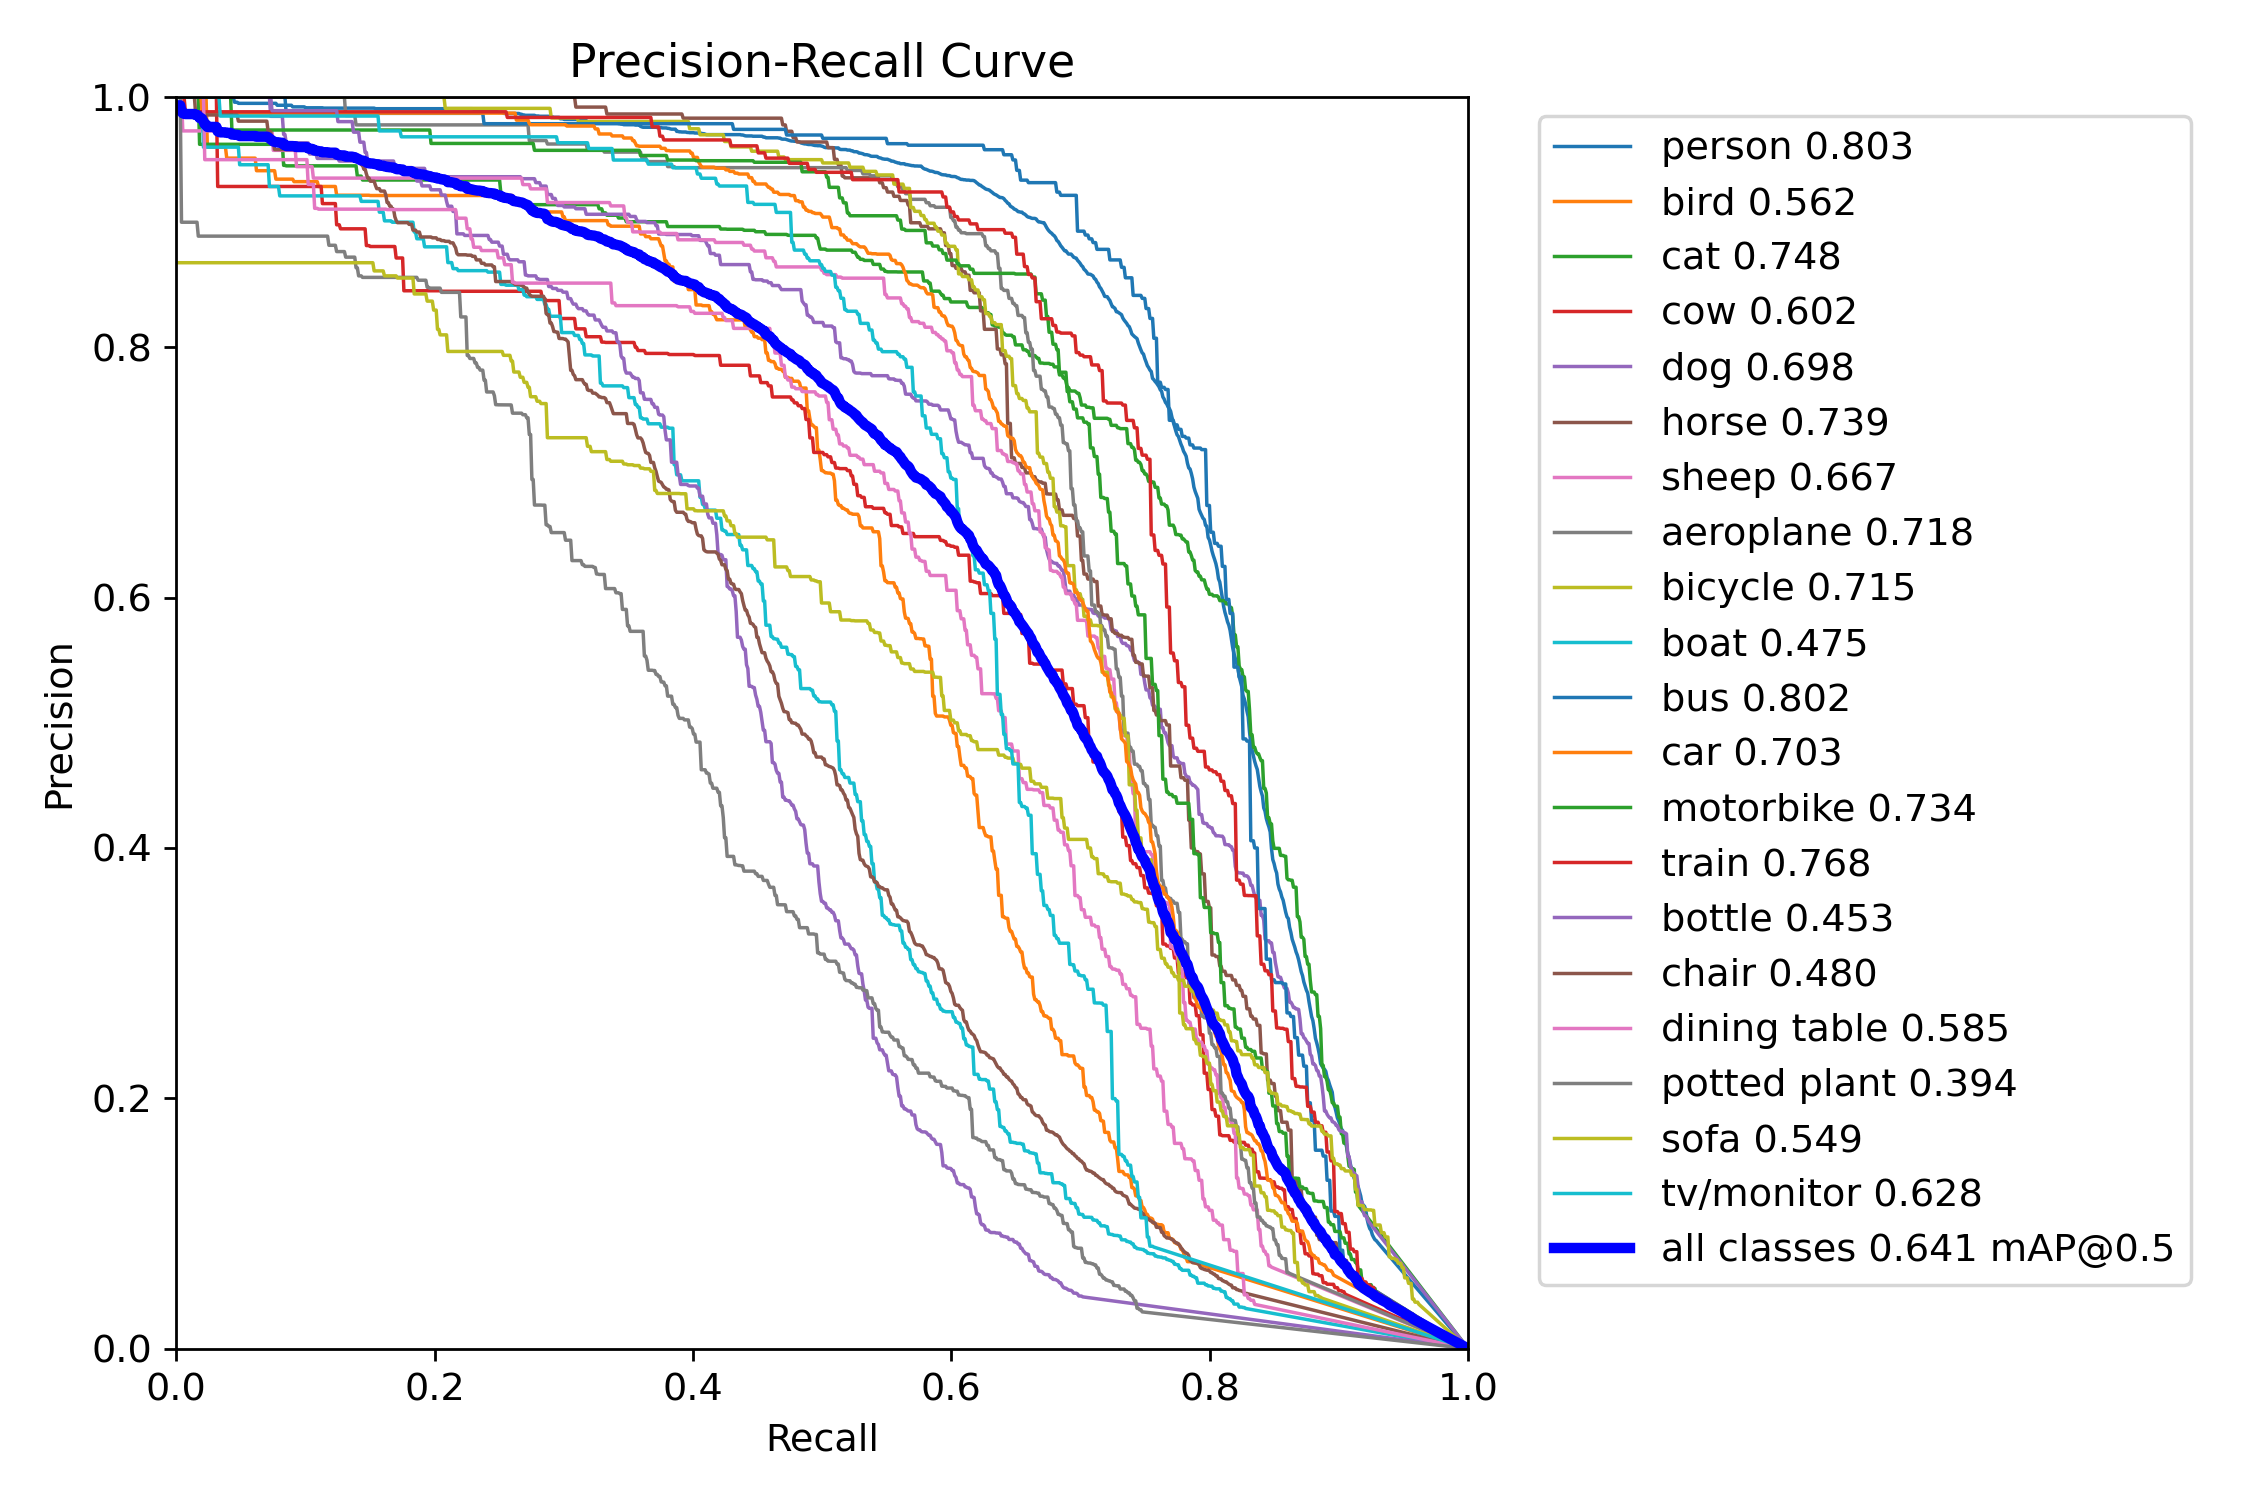 Precision-Recall Curve
1.0
0.8
0.6
0.4
0.2
0.0
Precision
0.0 0.2 0.4 0.6 0.8 1.0
Recall
person 0.803
bird 0.562
cat 0.748
cow 0.602
dog 0.698
horse 0.739
sheep 0.667
aeroplane 0.718
bicycle 0.715
boat 0.475
bus 0.802
car 0.703
motorbike 0.734
train 0.768
bottle 0.453
chair 0.480
dining table 0.585
potted plant 0.394
sofa 0.549
tv/monitor 0.628
all classes 0.641 mAP@0.5